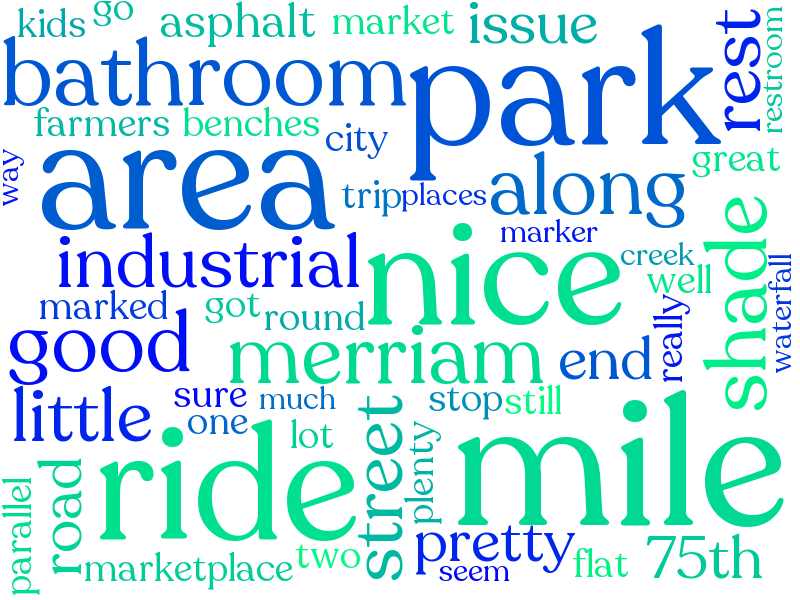 kids
go
asphalt
market
issue
rest
restroom
bathroom
park
farmers
benches
city
great
way
area
trip
places
along
shade
marker
industrial
nice
creek
well
waterfall
marked
got
round
really
good
merriam
end
little
sure
much
one
stop
still
street
lot
ride
mile
plenty
parallel
road
pretty
75th
marketplace
two
seem
flat